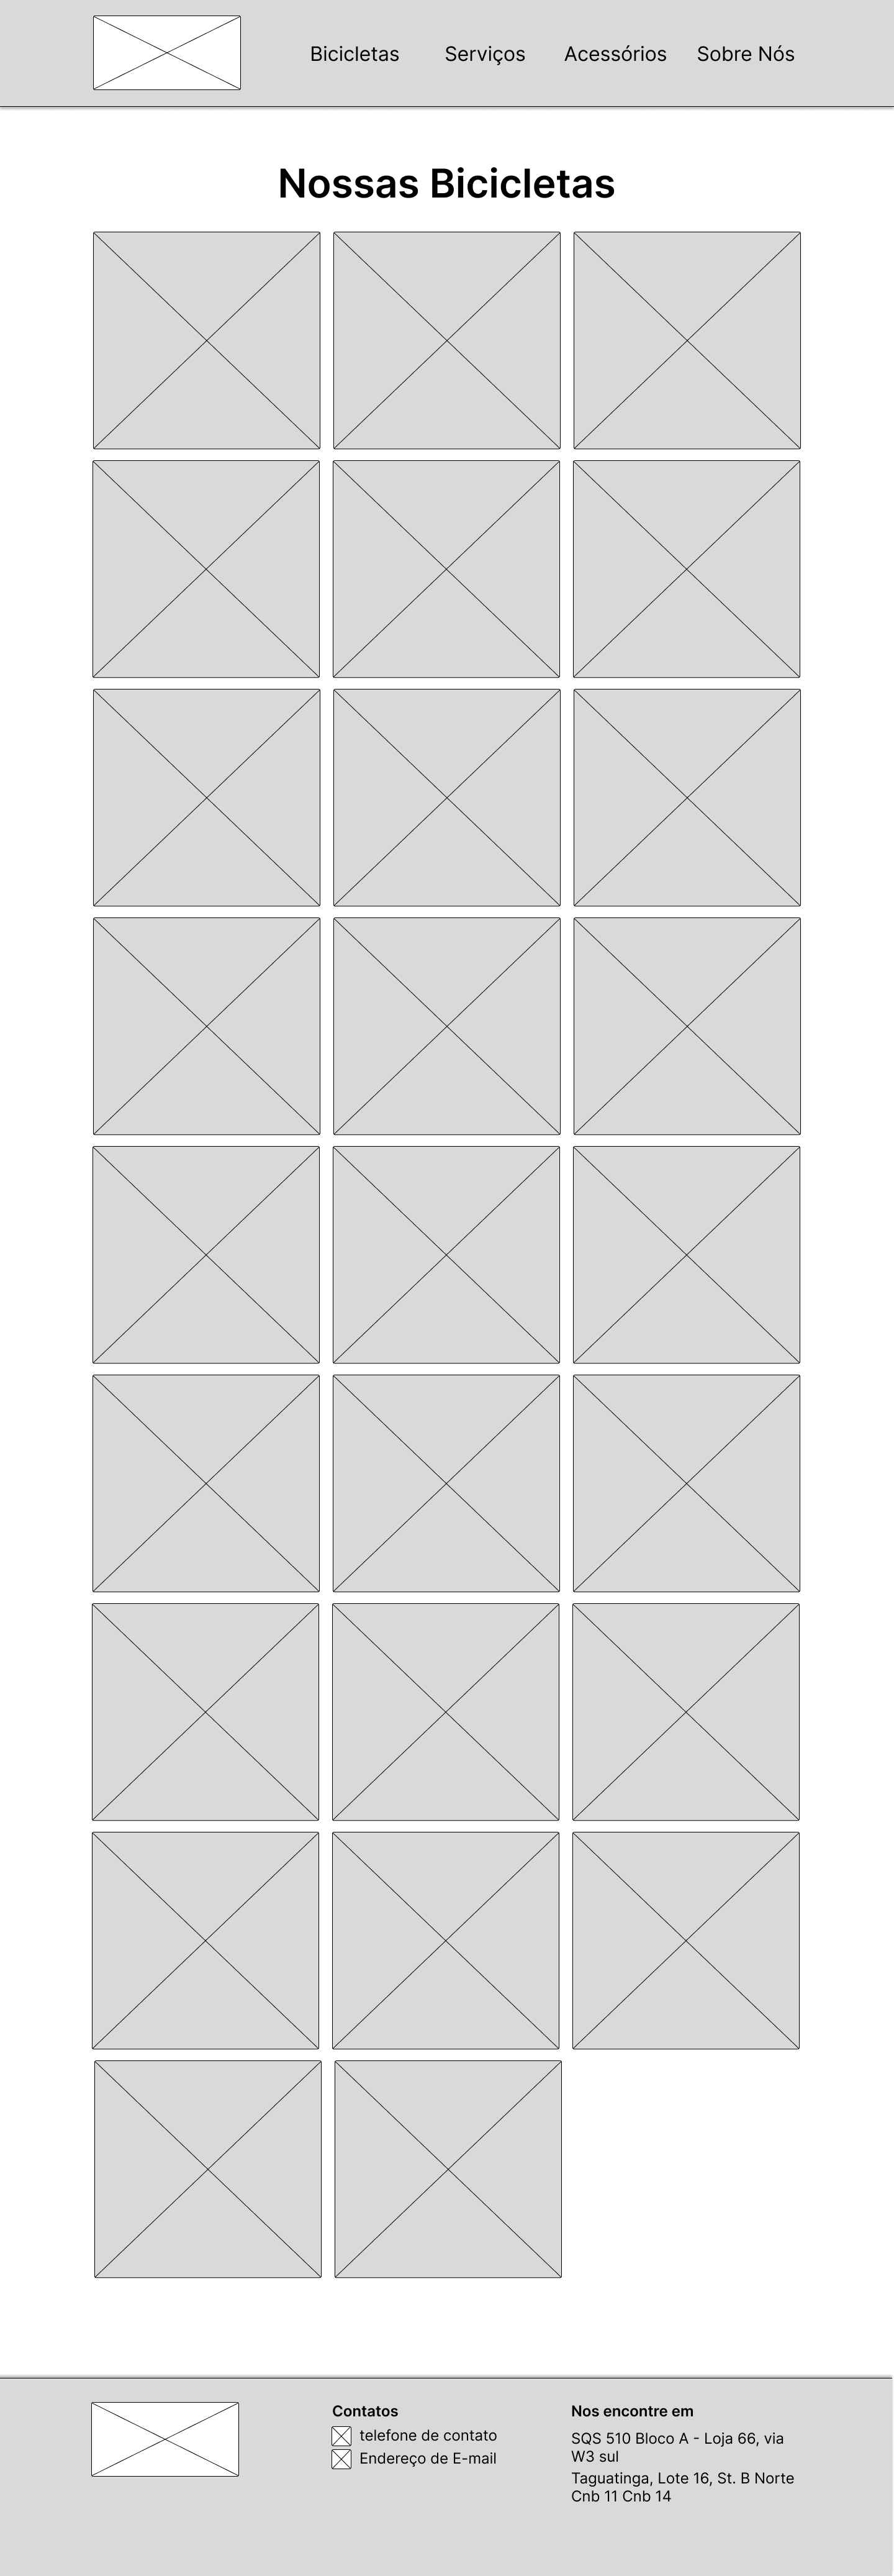 Bicicletas Serviços Acessórios Sobre Nós
Nossas Bicicletas
Contatos
telefone de contato
Endereço de E-mail
Nos encontre em
SQS 510 Bloco A - Loja 66, via
W3 sul
Taguatinga, Lote 16, St. B Norte
Cnb 11 Cnb 14